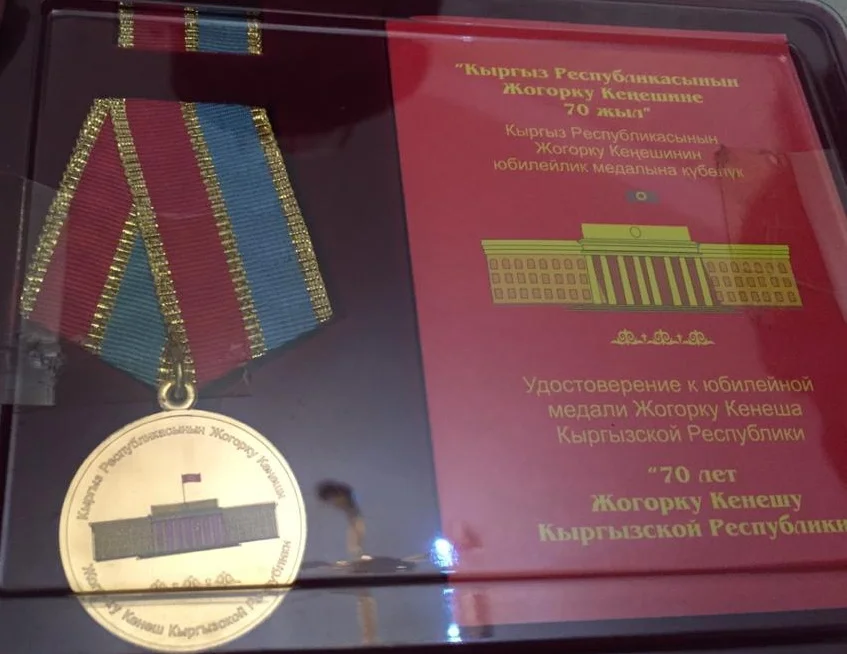 "Кыргыз Республикасынын
Жогорку Кеңешине
70 жыл"
Кыргыз Республикасынын
Жогорку Кеңешинин
юбилейлик медалына күбөлүк
Удостоверение к юбилейной
медали Жогорку Кенеша
Кыргызской Республики
"70 лет
Жогорку Кенешу
Кыргызской Республики
Кыргыз Республикасынын Жогорку Кеңеши
Жогорку Кенеш Кыргызской Республики